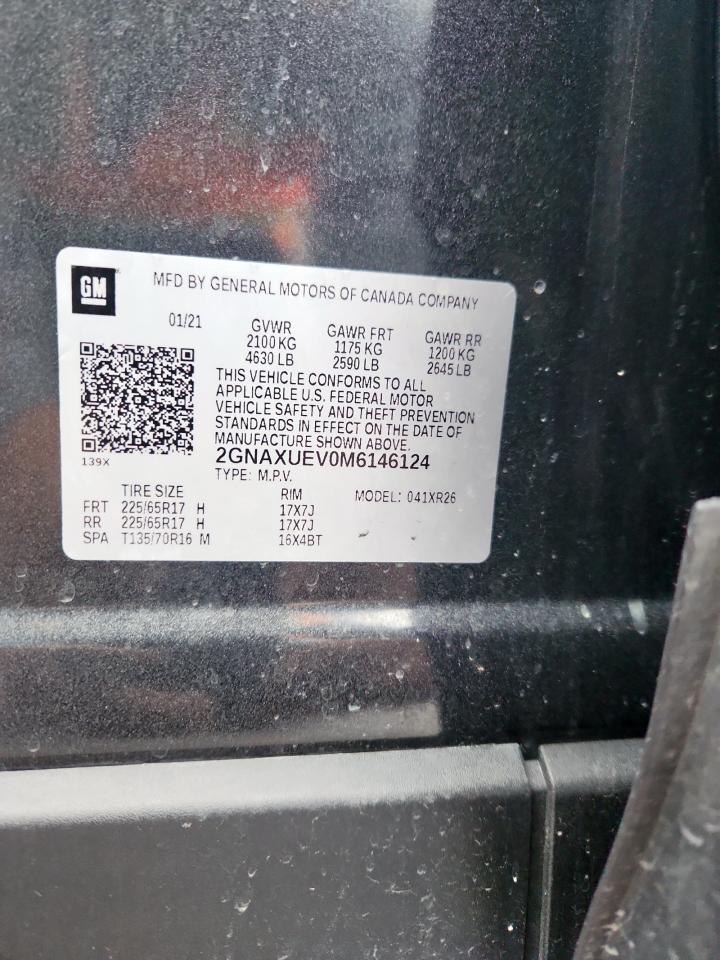 GM
MFD BY GENERAL MOTORS OF CANADA COMPANY
01/21 GVWR GAWR FRT GAWR RR
2100 KG 1175 KG 1200 KG
4630 LB 2590 LB 2645 LB
THIS VEHICLE CONFORMS TO ALL
APPLICABLE U.S. FEDERAL MOTOR
VEHICLE SAFETY AND THEFT PREVENTION
STANDARDS IN EFFECT ON THE DATE OF
MANUFACTURE SHOWN ABOVE.
139X
2GNAXUEV0M6146124
TYPE: M.P.V.
TIRE SIZE RIM MODEL: 041XR26
FRT 225/65R17 H 17X7J
RR 225/65R17 H 17X7J
SPA T135/70R16 M 16X4BT